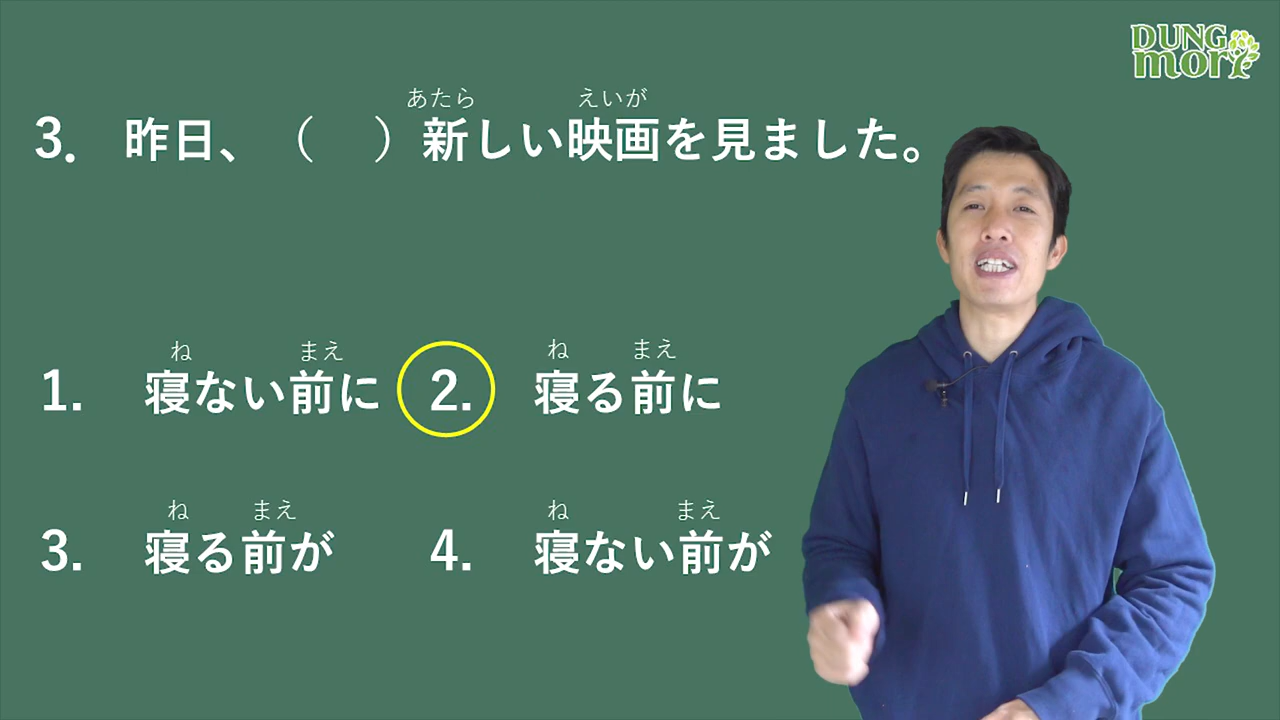 DUNG
mori
あたら えいが
3. 昨日、（ ）新しい映画を見ました。
ね まえ ね まえ
1. 寝ない前に 2. 寝る前に
ね まえ ね まえ
3. 寝る前が 4. 寝ない前が